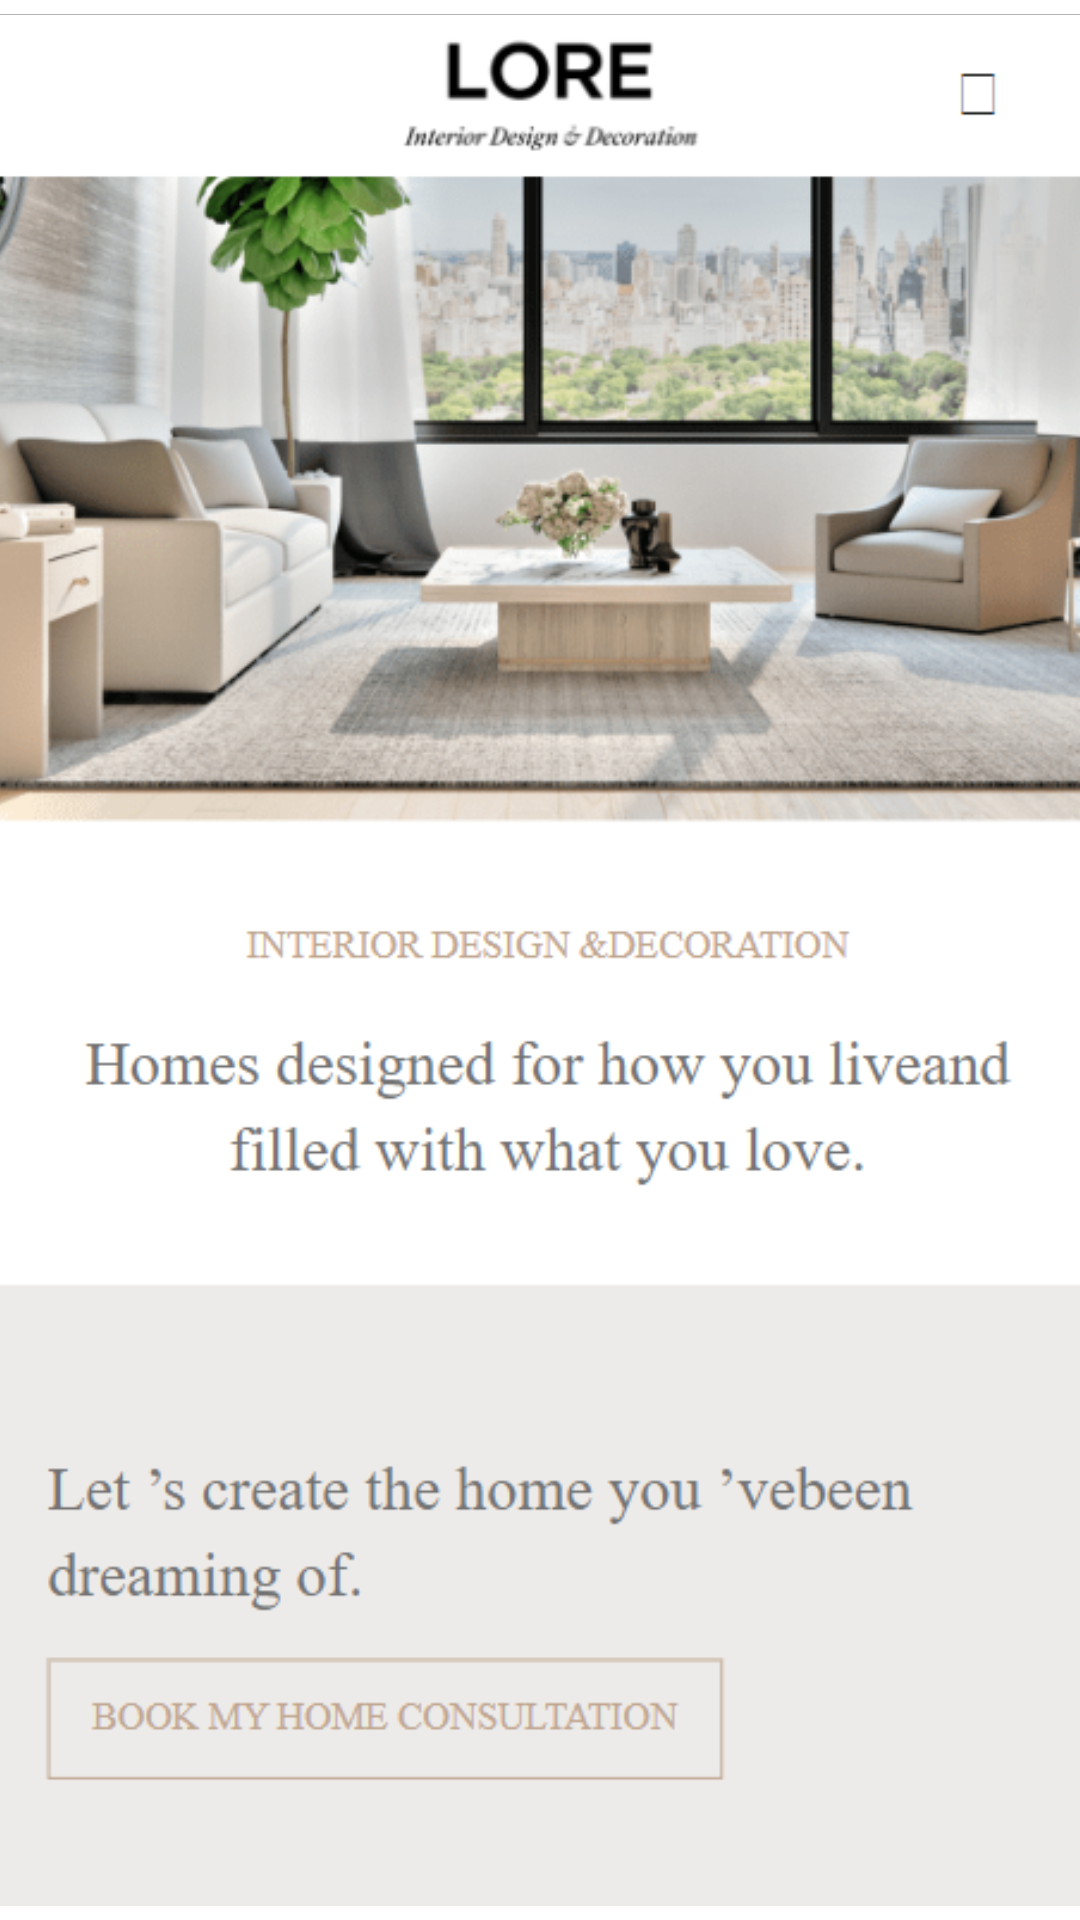 LORE
Interior Design & Decoration
INTERIOR DESIGN &DECORATION
Homes designed for how you liveand
filled with what you love.
Let ’s create the home you ’vebeen
dreaming of.
BOOK MY HOME CONSULTATION